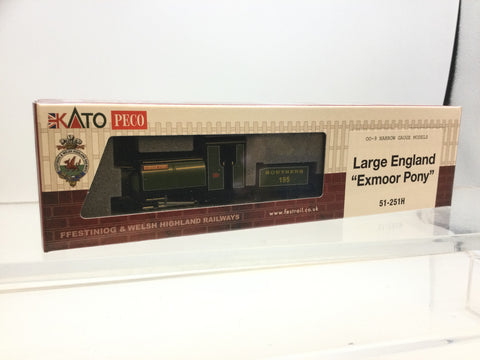 KATO PECO
OO-9 NARROW GAUGE MODELS
Large England
"Exmoor Pony"
51-251H
SOUTHERN
195
FFESTINIOG & WELSH HIGHLAND RAILWAYS
www.festrail.co.uk